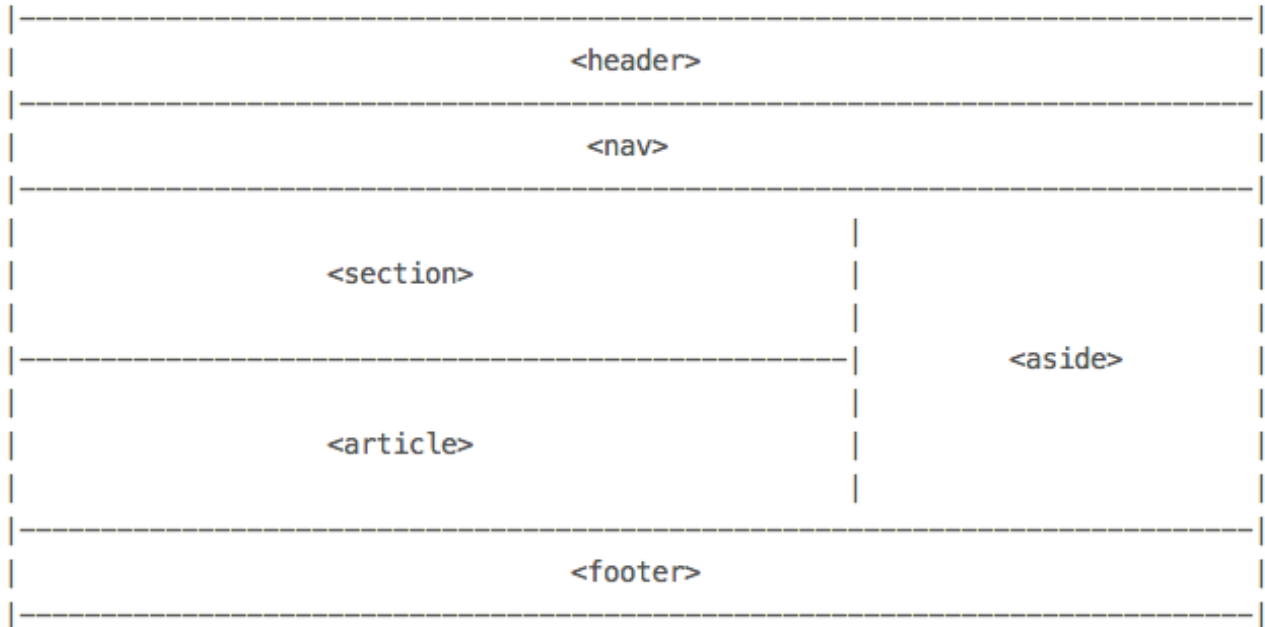 <header>
<nav>
<section>
<aside>
<article>
<footer>